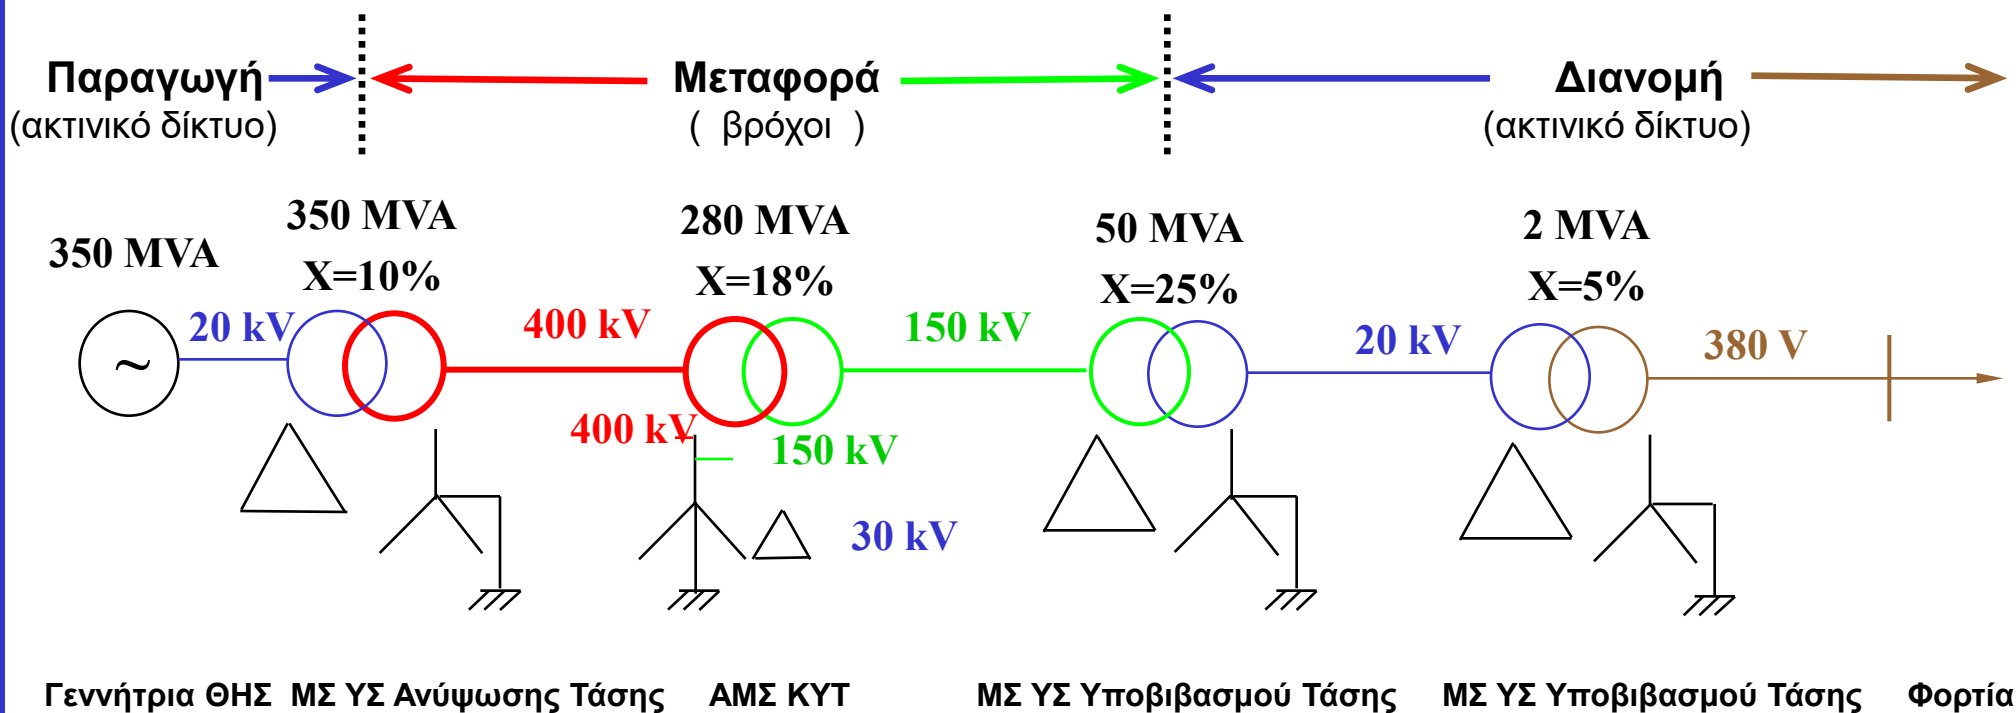 Παραγωγή Μεταφορά Διανομή
(ακτινικό δίκτυο) ( βρόχοι ) (ακτινικό δίκτυο)
350 MVA
350 MVA
X=10%
280 MVA
X=18%
50 MVA
X=25%
2 MVA
X=5%
~
20 kV
400 kV
150 kV
20 kV
380 V
400 kV
150 kV
30 kV
Γεννήτρια ΘΗΣ ΜΣ ΥΣ Ανύψωσης Τάσης ΑΜΣ ΚΥΤ ΜΣ ΥΣ Υποβιβασμού Τάσης ΜΣ ΥΣ Υποβιβασμού Τάσης Φορτία